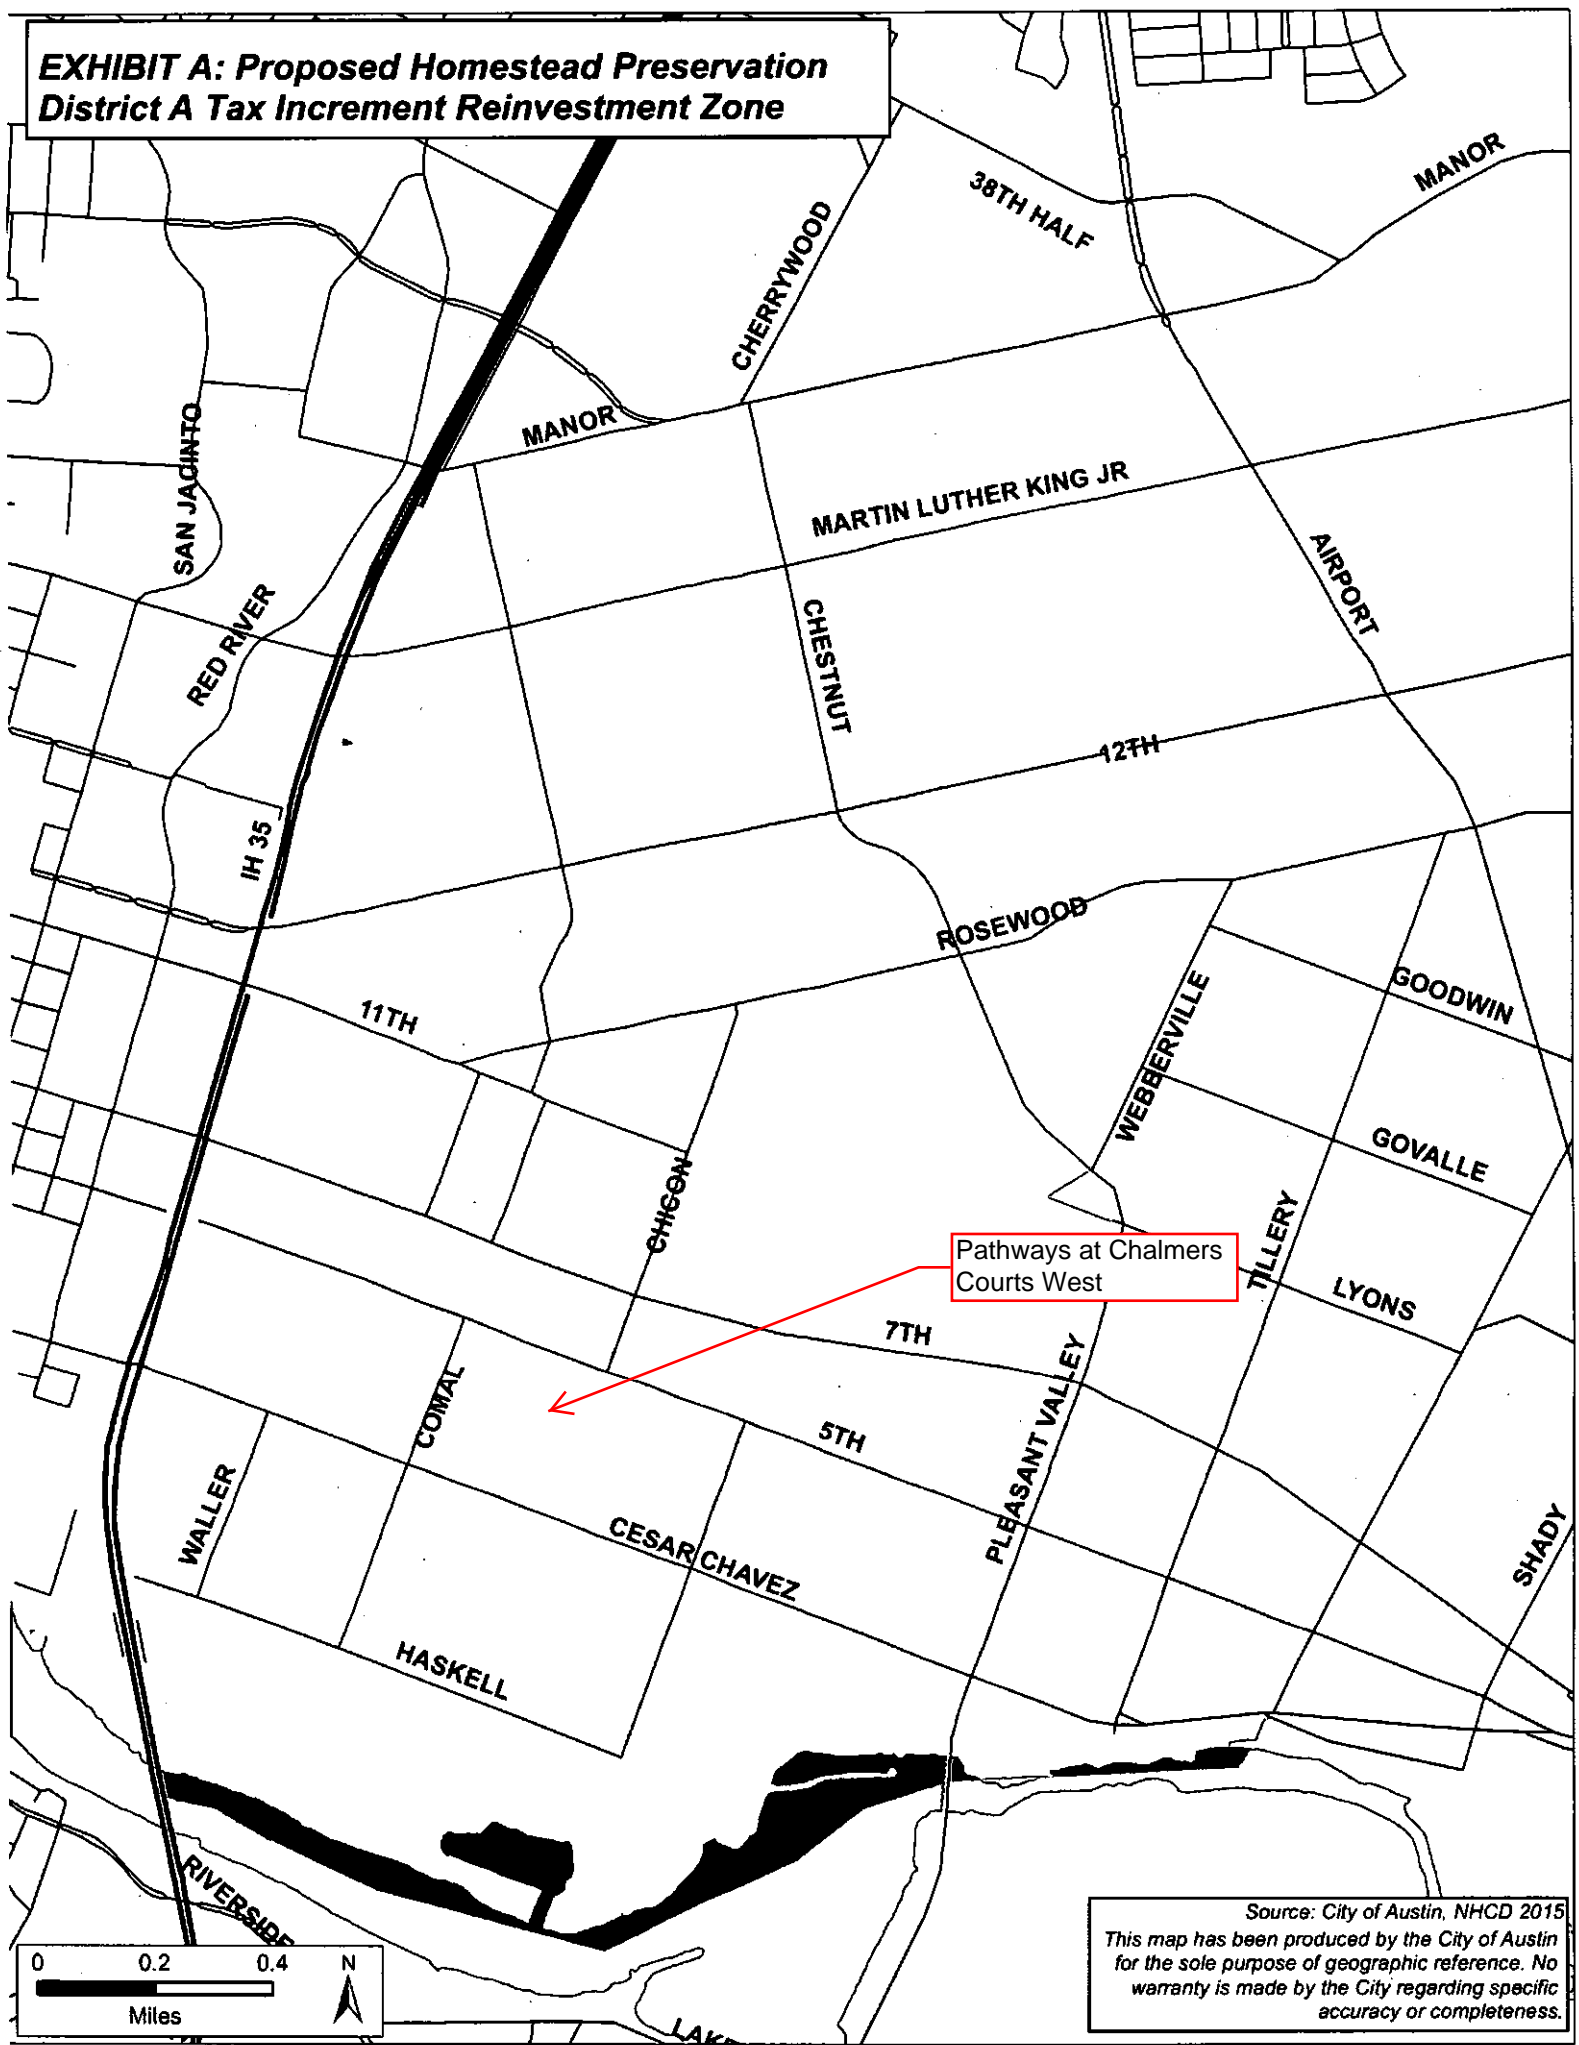 EXHIBIT A: Proposed Homestead Preservation
District A Tax Increment Reinvestment Zone
MANOR
38TH HALF
CHERRYWOOD
MANOR
SAN JACINTO
MARTIN LUTHER KING JR
AIRPORT
RED RIVER
CHESTNUT
12TH
IH 35
ROSEWOOD
GOODWIN
11TH
WEBBERVILLE
GOVALLE
CHICON
TILLERY
Pathways at Chalmers
Courts West
LYONS
7TH
PLEASANT VALLEY
COMAL
5TH
WALLER
CESAR CHAVEZ
SHADY
HASKELL
RIVERSIDE
0 0.2 0.4
Miles
N
Source: City of Austin, NHCD 2015
This map has been produced by the City of Austin
for the sole purpose of geographic reference. No
warranty is made by the City regarding specific
accuracy or completeness.